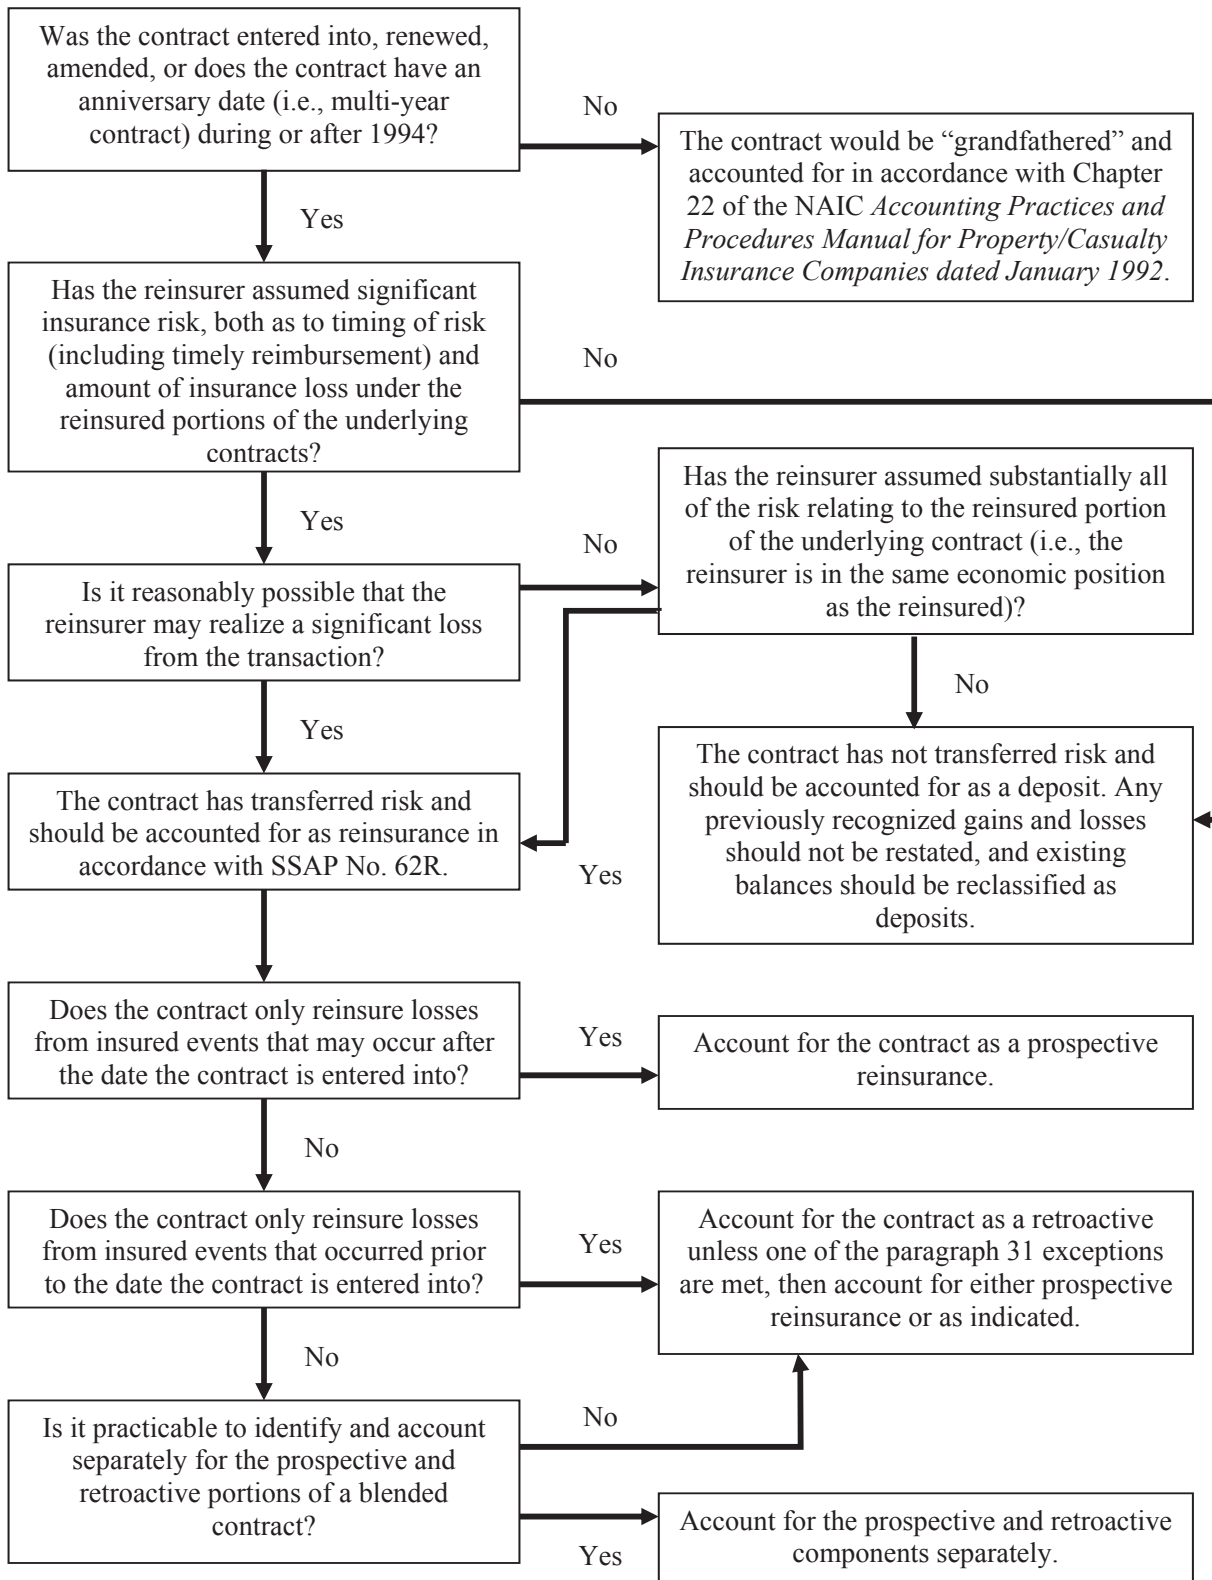 Was the contract entered into, renewed,
amended, or does the contract have an
anniversary date (i.e., multi-year
contract) during or after 1994?
No
The contract would be “grandfathered” and
accounted for in accordance with Chapter
22 of the NAIC Accounting Practices and
Procedures Manual for Property/Casualty
Insurance Companies dated January 1992.
Yes
Has the reinsurer assumed significant
insurance risk, both as to timing of risk
(including timely reimbursement) and
amount of insurance loss under the
reinsured portions of the underlying
contracts?
No
Yes
Has the reinsurer assumed substantially all
of the risk relating to the reinsured portion
of the underlying contract (i.e., the
reinsurer is in the same economic position
as the reinsured)?
No
Is it reasonably possible that the
reinsurer may realize a significant loss
from the transaction?
No
Yes
The contract has not transferred risk and
should be accounted for as a deposit. Any
previously recognized gains and losses
should not be restated, and existing
balances should be reclassified as
deposits.
The contract has transferred risk and
should be accounted for as reinsurance in
accordance with SSAP No. 62R.
Yes
Does the contract only reinsure losses
from insured events that may occur after
the date the contract is entered into?
Yes
Account for the contract as a prospective
reinsurance.
No
Does the contract only reinsure losses
from insured events that occurred prior
to the date the contract is entered into?
Yes
Account for the contract as a retroactive
unless one of the paragraph 31 exceptions
are met, then account for either prospective
reinsurance or as indicated.
No
Is it practicable to identify and account
separately for the prospective and
retroactive portions of a blended
contract?
No
Yes
Account for the prospective and retroactive
components separately.